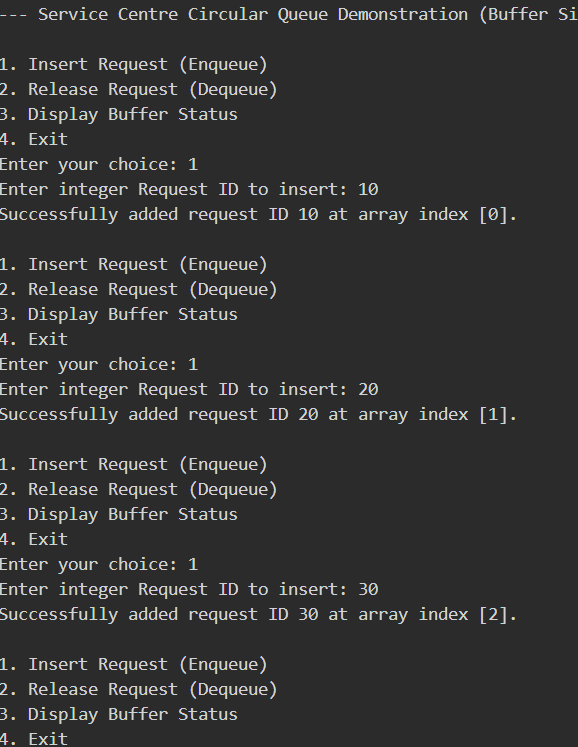 --- Service Centre Circular Queue Demonstration (Buffer
1. Insert Request (Enqueue)
2. Release Request (Dequeue)
3. Display Buffer Status
4. Exit
Enter your choice: 1
Enter integer Request ID to insert: 10
Successfully added request ID 10 at array index [0].
1. Insert Request (Enqueue)
2. Release Request (Dequeue)
3. Display Buffer Status
4. Exit
Enter your choice: 1
Enter integer Request ID to insert: 20
Successfully added request ID 20 at array index [1].
1. Insert Request (Enqueue)
2. Release Request (Dequeue)
3. Display Buffer Status
4. Exit
Enter your choice: 1
Enter integer Request ID to insert: 30
Successfully added request ID 30 at array index [2].
1. Insert Request (Enqueue)
2. Release Request (Dequeue)
3. Display Buffer Status
4. Exit